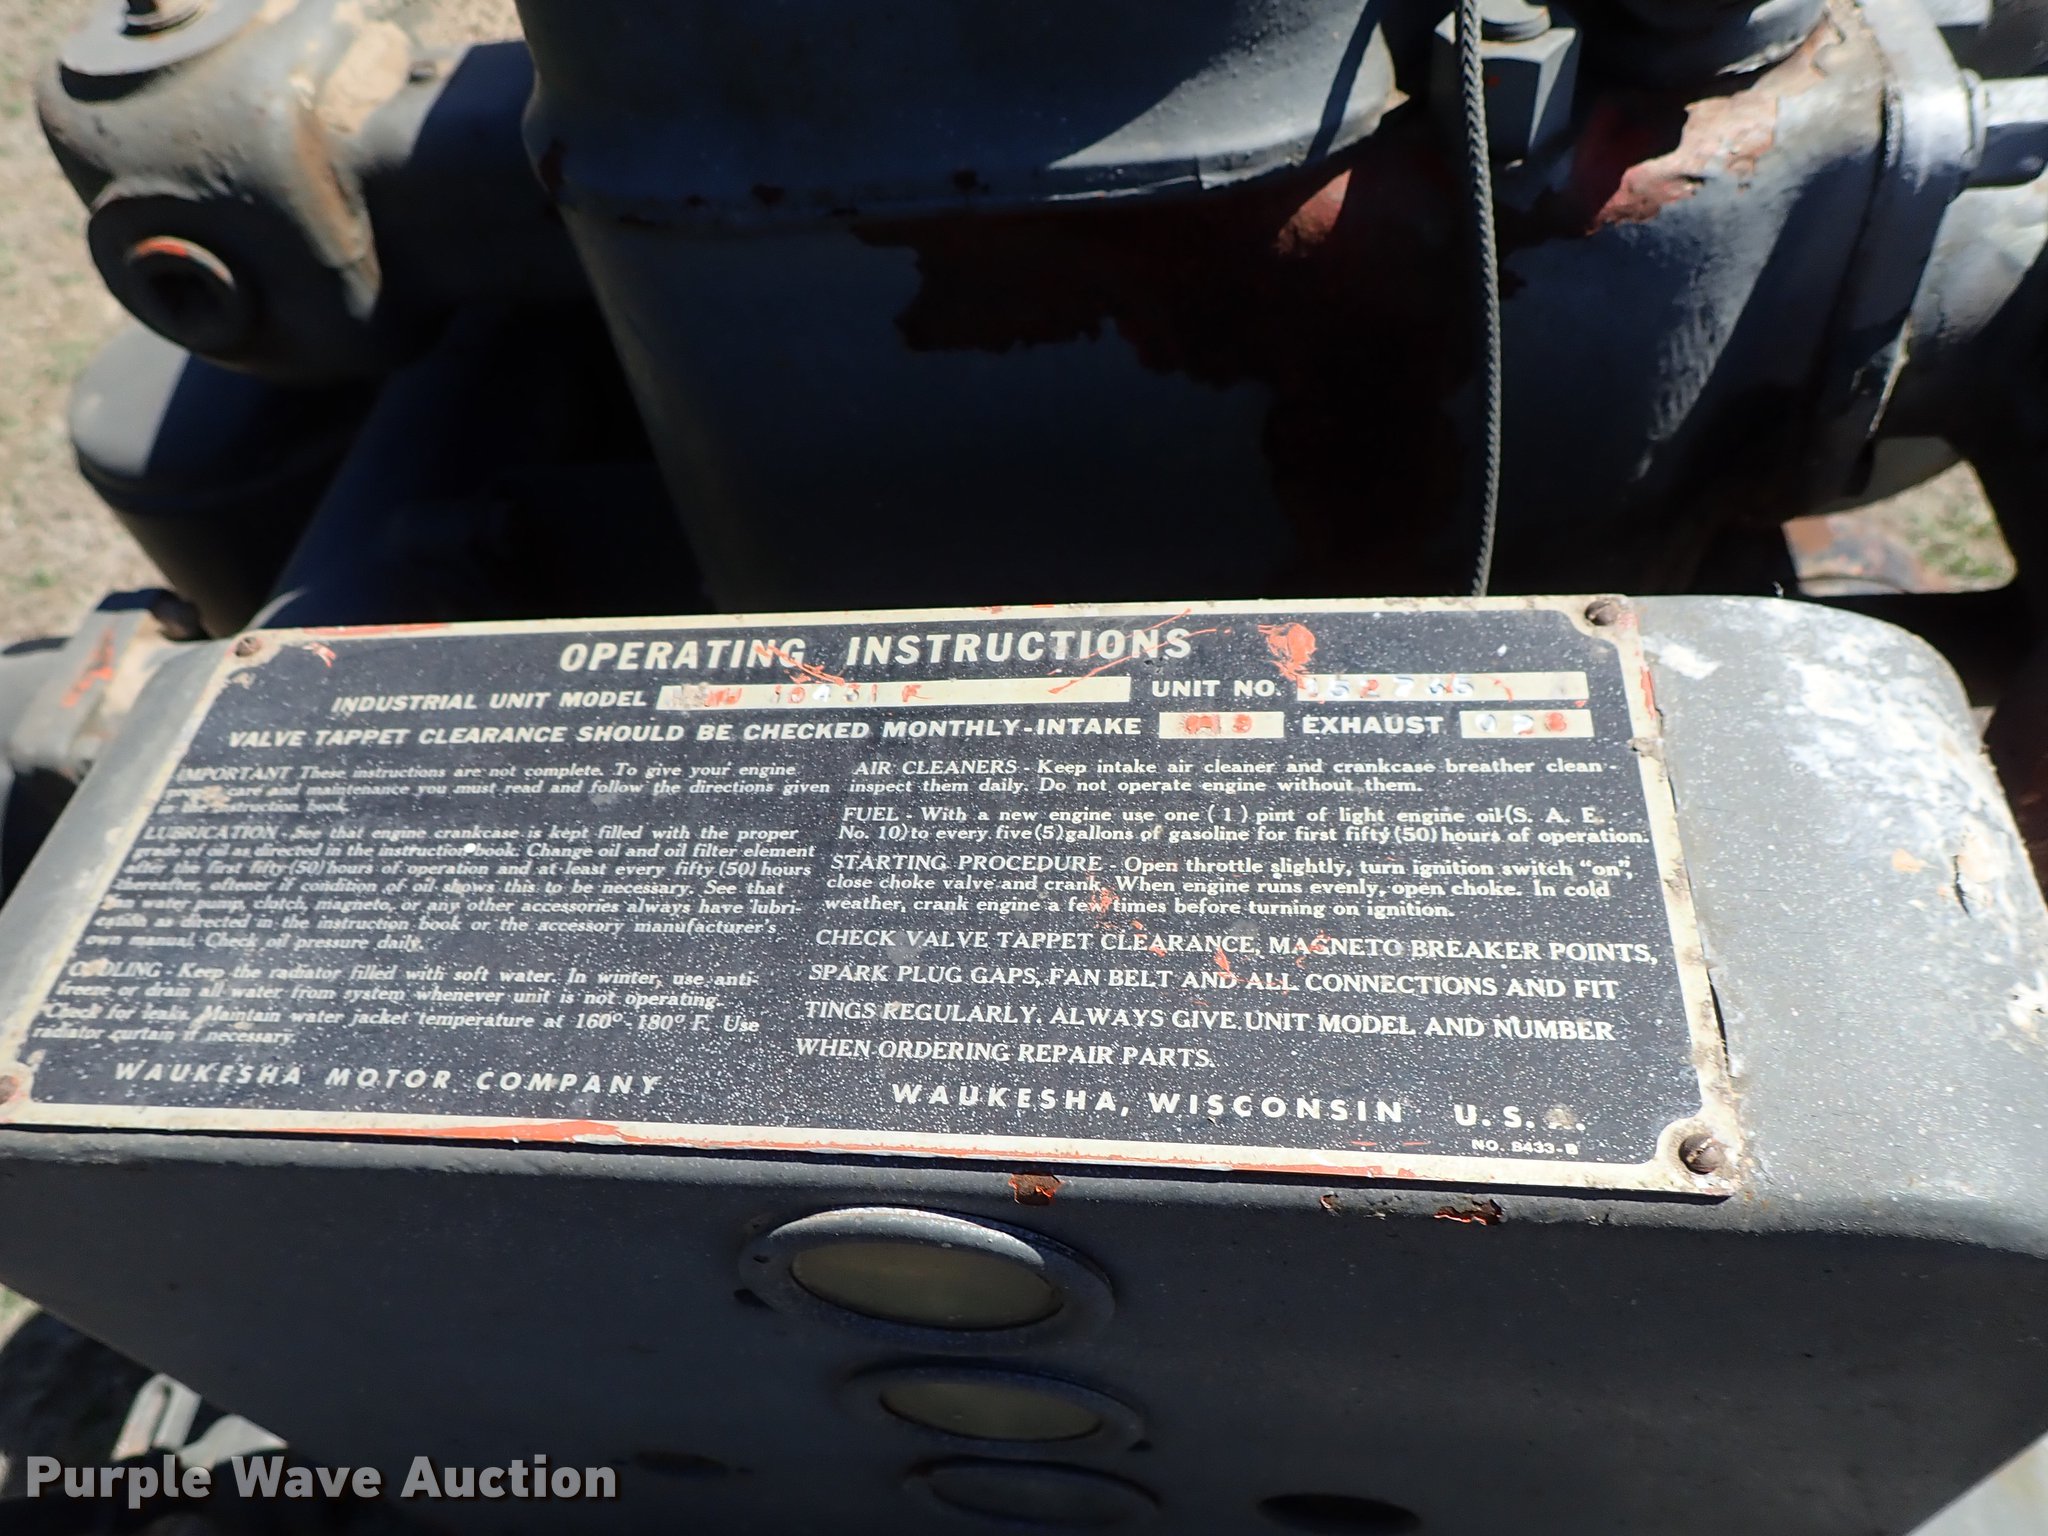 OPERATING INSTRUCTIONS
INDUSTRIAL UNIT MODEL
UNIT NO.
VALVE TAPPET CLEARANCE SHOULD BE CHECKED MONTHLY-INTAKE EXHAUST
IMPORTANT These instructions are not complete. To give your engine
proper care and maintenance you must read and follow the directions given
in the instruction book.
LUBRICATION - See that engine crankcase is kept filled with the proper
grade of oil as directed in the instruction book. Change oil and oil filter element
after the first fifty (50) hours of operation and at least every fifty (50) hours
thereafter, oftener if condition of oil shows this to be necessary. See that
fan water pump, clutch, magneto, or any other accessories always have lubri-
cation as directed in the instruction book or the accessory manufacturer's
own manual. Check oil pressure daily.
COOLING - Keep the radiator filled with soft water. In winter, use anti-
freeze or drain all water from system whenever unit is not operating.
Check for leaks. Maintain water jacket temperature at 160°-180° F. Use
radiator curtain if necessary.
AIR CLEANERS - Keep intake air cleaner and crankcase breather clean -
inspect them daily. Do not operate engine without them.
FUEL - With a new engine use one (1) pint of light engine oil (S. A. E.
No. 10) to every five (5) gallons of gasoline for first fifty (50) hours of operation.
STARTING PROCEDURE - Open throttle slightly, turn ignition switch "on",
close choke valve and crank. When engine runs evenly, open choke. In cold
weather, crank engine a few times before turning on ignition.
CHECK VALVE TAPPET CLEARANCE, MAGNETO BREAKER POINTS,
SPARK PLUG GAPS, FAN BELT AND ALL CONNECTIONS AND FIT
TINGS REGULARLY. ALWAYS GIVE UNIT MODEL AND NUMBER
WHEN ORDERING REPAIR PARTS.
WAUKESHA MOTOR COMPANY
WAUKESHA, WISCONSIN U. S. A.
NO. 8433-B
Purple Wave Auction